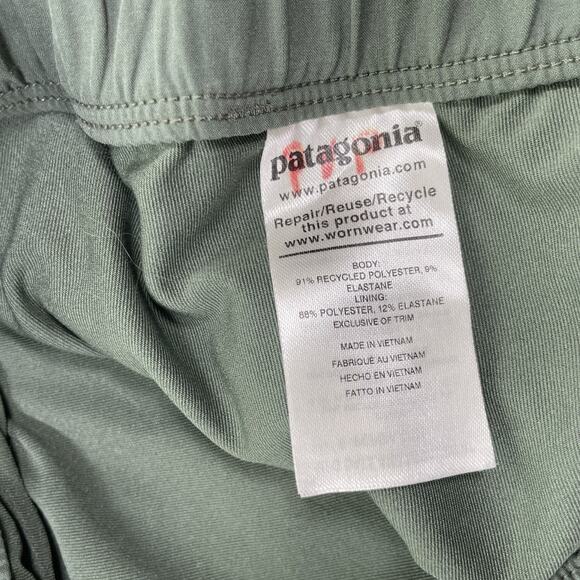 patagonia®
www.patagonia.com
Repair/Reuse/Recycle
this product at
www.wornwear.com
BODY:
91% RECYCLED POLYESTER, 9%
ELASTANE
LINING:
88% POLYESTER, 12% ELASTANE
EXCLUSIVE OF TRIM
MADE IN VIETNAM
FABRIQUÉ AU VIETNAM
HECHO EN VIETNAM
FATTO IN VIETNAM